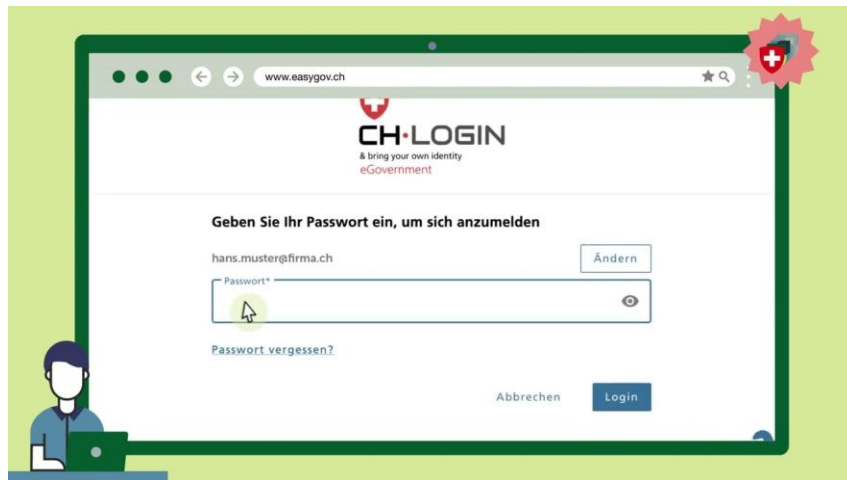 www.easygov.ch
CH·LOGIN
& bring your own identity
eGovernment
Geben Sie Ihr Passwort ein, um sich anzumelden
hans.muster@firma.ch
Ändern
Passwort*
Passwort vergessen?
Abbrechen
Login